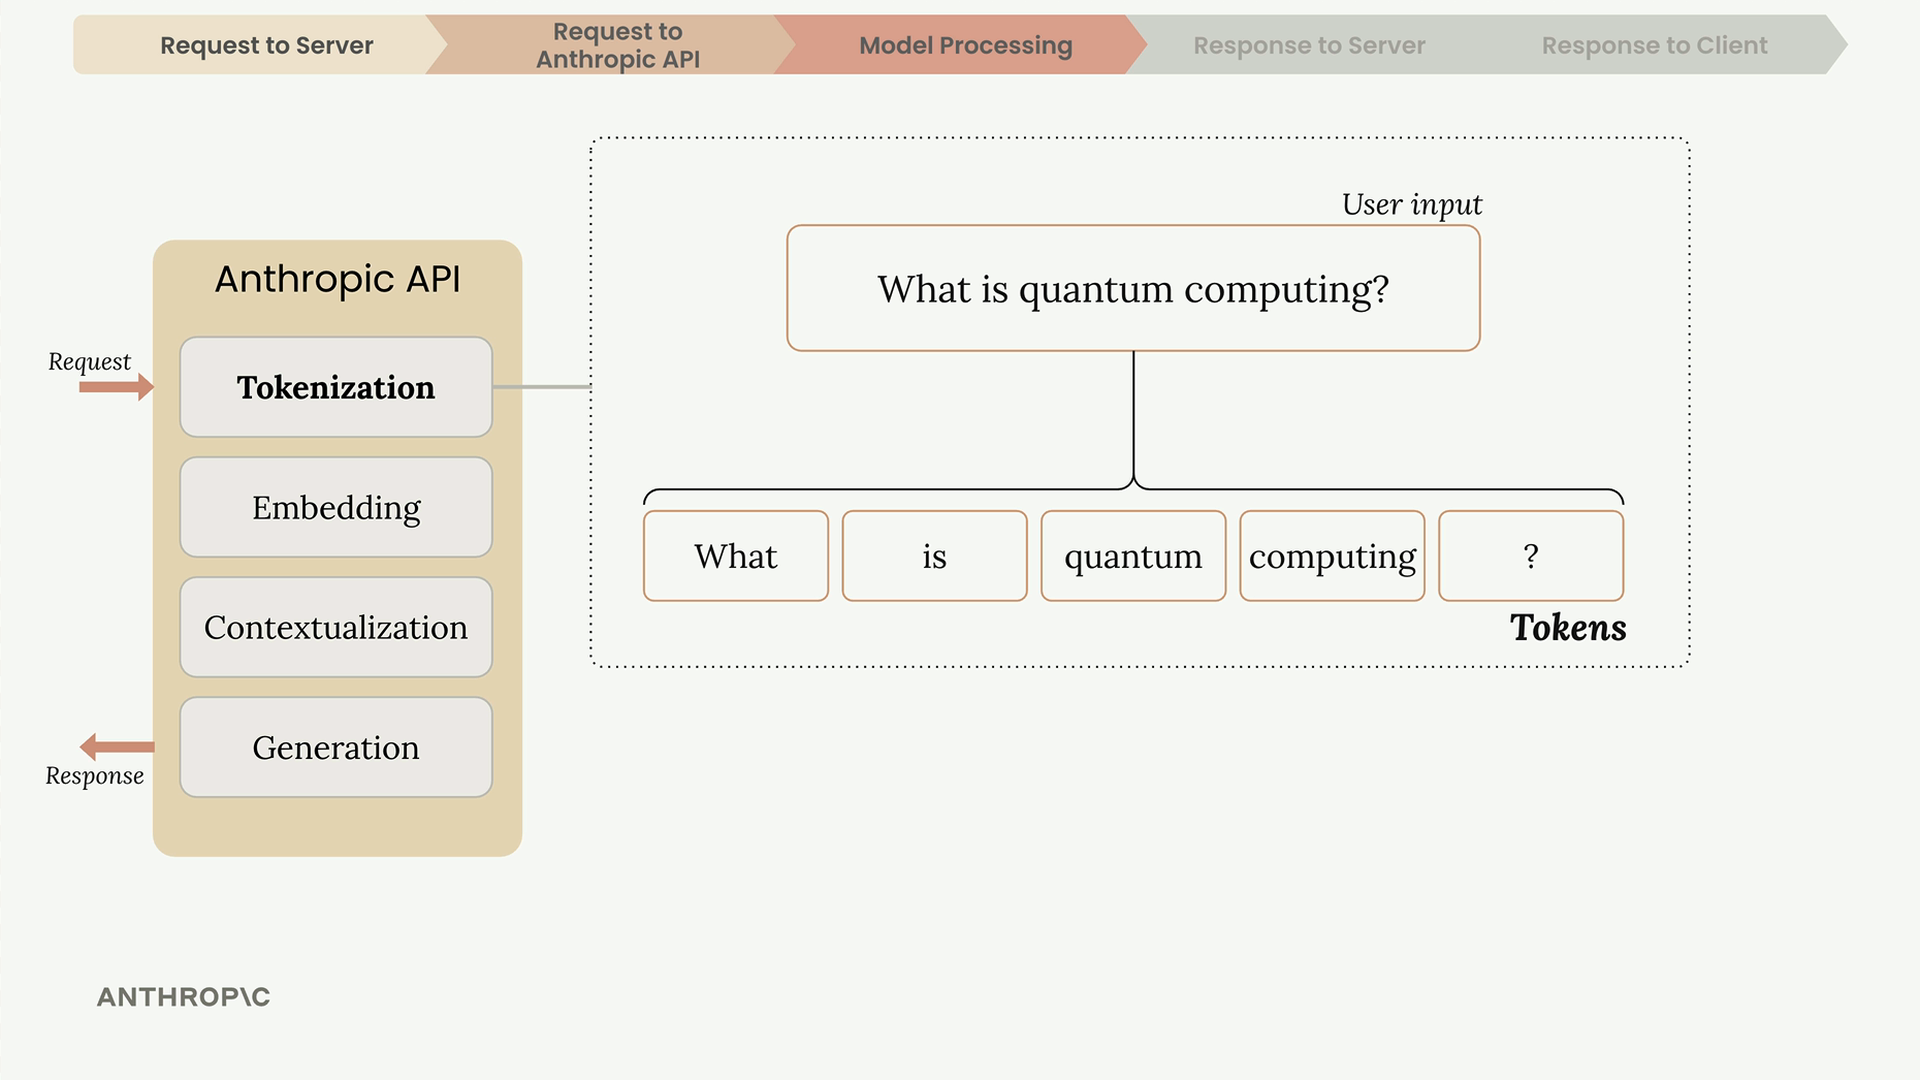 Request to Server
Request to
Anthropic API
Model Processing
Response to Server
Response to Client
Anthropic API
Request
Tokenization
Embedding
Contextualization
Generation
Response
User input
What is quantum computing?
What
is
quantum
computing
?
Tokens
ANTHROP\C